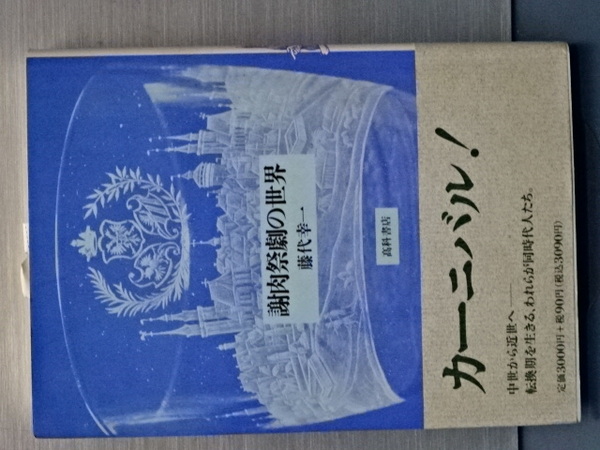 謝肉祭劇の世界
藤代幸一
高科書店
カーニバル!
中世から近世へ——
転換期を生きる、われらが同時代人たち。
定価3000円+税90円(税込3090円)